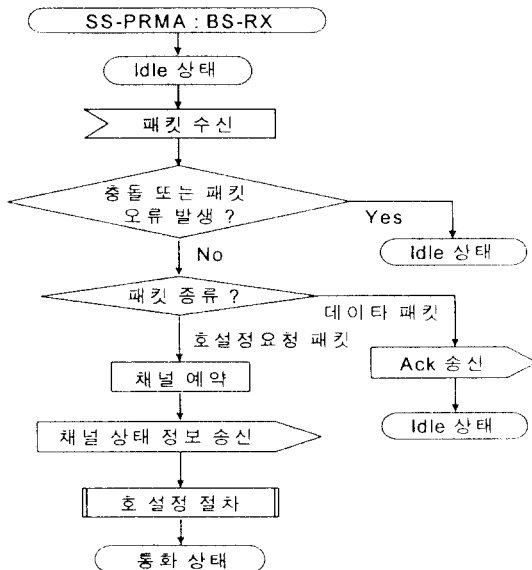 SS-PRMA : BS-RX
Idle 상태
패킷 수신
충돌 또는 패킷
오류 발생 ?
Yes
Idle 상태
No
패킷 종류 ?
데이타 패킷
호설정요청 패킷
Ack 송신
채널 예약
Idle 상태
채널 상태 정보 송신
호 설정 절차
통화 상태